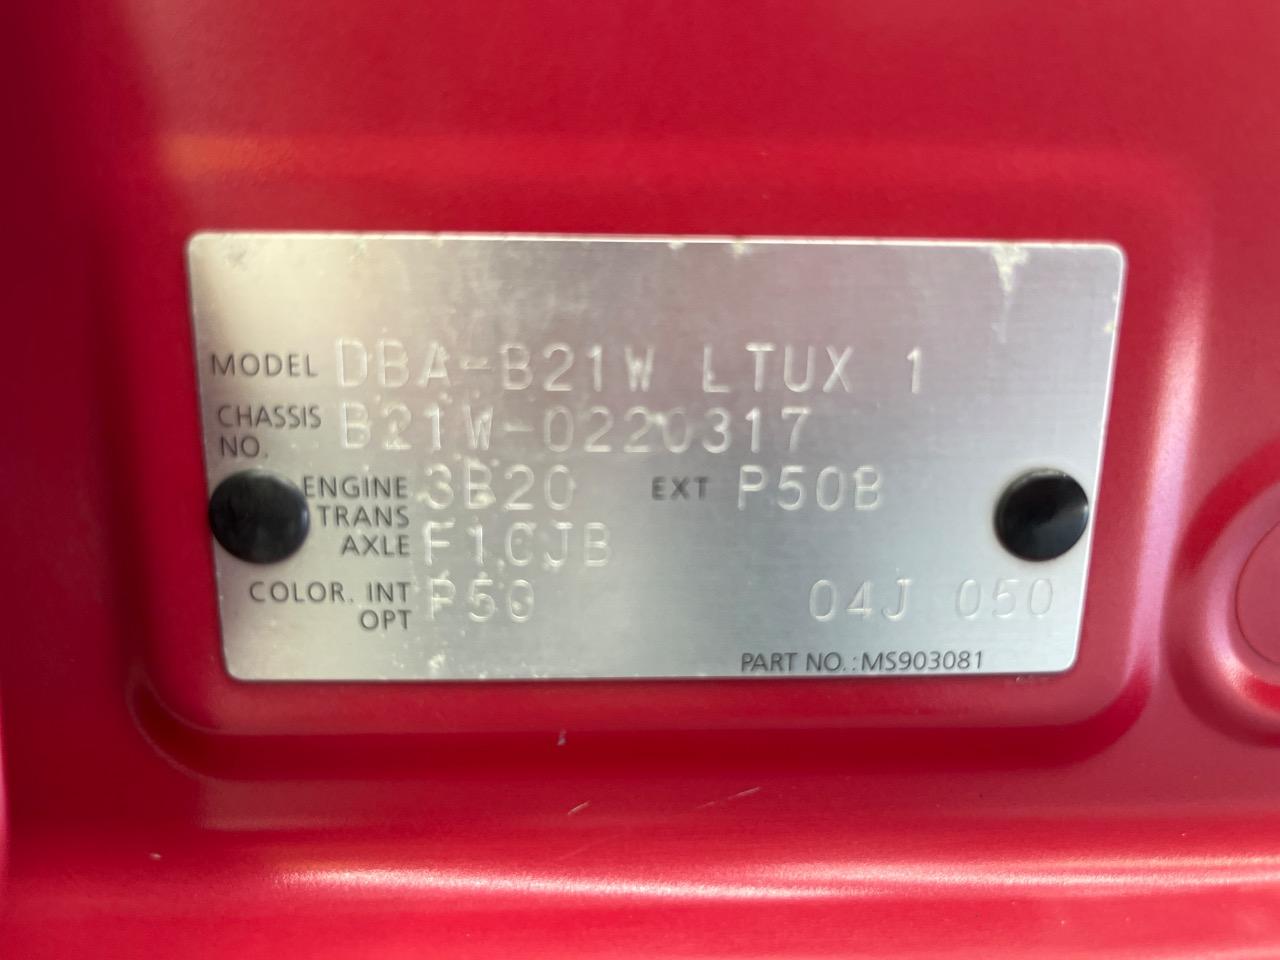 MODEL DBA-B21W LTUX 1
CHASSIS NO. B21W-0220317
ENGINE 3B20 EXT P50B
TRANS AXLE F1CJB
COLOR. INT OPT P50 04J 050
PART NO.: MS903081